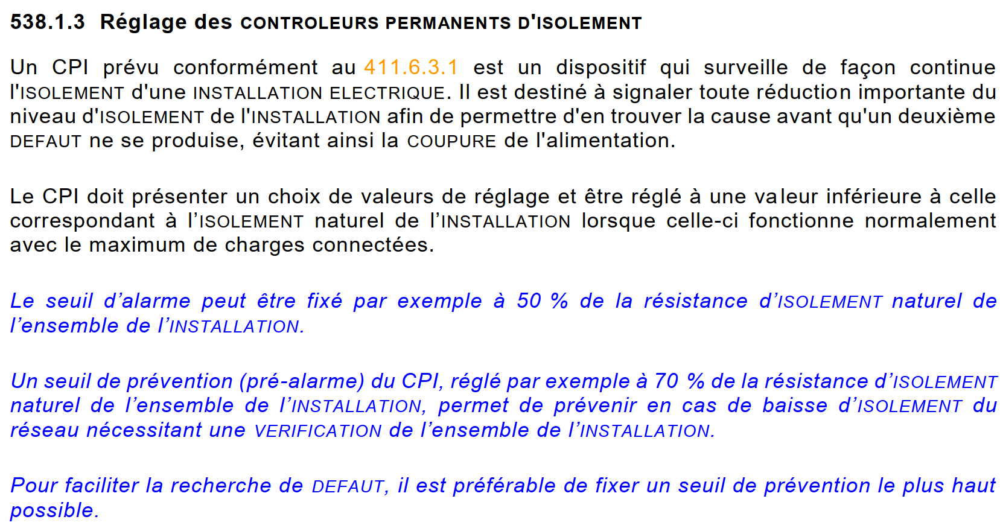 538.1.3 Réglage des CONTROLEURS PERMANENTS D'ISOLEMENT
Un CPI prévu conformément au 411.6.3.1 est un dispositif qui surveille de façon continue
l'ISOLEMENT d'une INSTALLATION ELECTRIQUE. Il est destiné à signaler toute réduction importante du
niveau d'ISOLEMENT de l'INSTALLATION afin de permettre d'en trouver la cause avant qu'un deuxième
DEFAUT ne se produise, évitant ainsi la COUPURE de l'alimentation.
Le CPI doit présenter un choix de valeurs de réglage et être réglé à une valeur inférieure à celle
correspondant à l’ISOLEMENT naturel de l’INSTALLATION lorsque celle-ci fonctionne normalement
avec le maximum de charges connectées.
Le seuil d’alarme peut être fixé par exemple à 50 % de la résistance d’ISOLEMENT naturel de
l’ensemble de l’INSTALLATION.
Un seuil de prévention (pré-alarme) du CPI, réglé par exemple à 70 % de la résistance d’ISOLEMENT
naturel de l’ensemble de l’INSTALLATION, permet de prévenir en cas de baisse d’ISOLEMENT du
réseau nécessitant une VERIFICATION de l’ensemble de l’INSTALLATION.
Pour faciliter la recherche de DEFAUT, il est préférable de fixer un seuil de prévention le plus haut
possible.